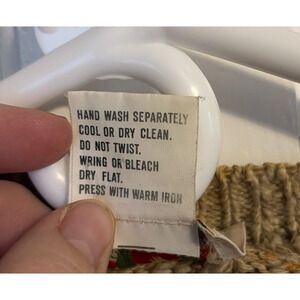 HAND WASH SEPARATELY
COOL OR DRY CLEAN.
DO NOT TWIST.
WRING OR BLEACH
DRY FLAT.
PRESS WITH WARM IRON